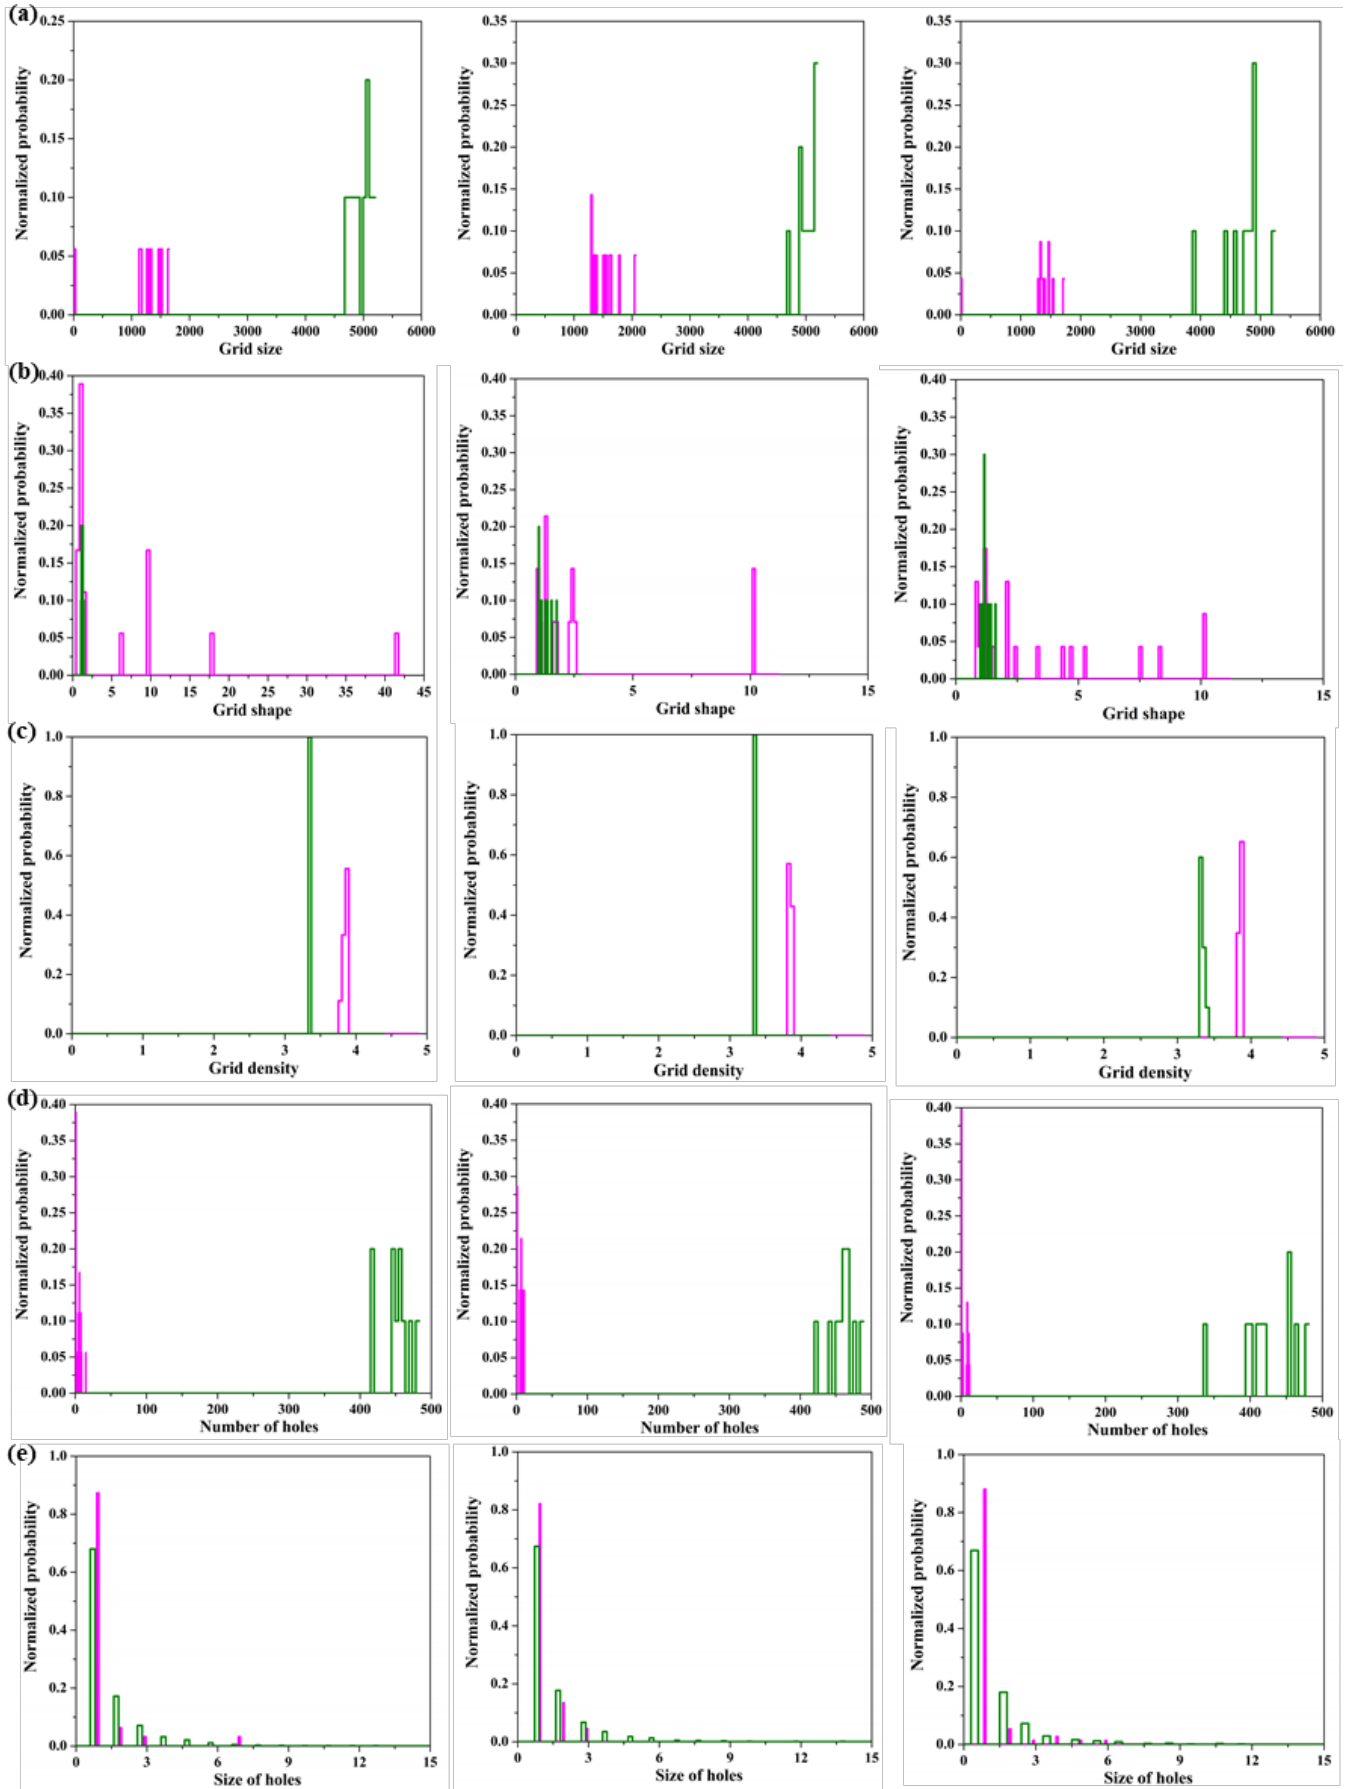 (a)
Normalized probability
0.25
0.20
0.15
0.10
0.05
0.00
0 1000 2000 3000 4000 5000 6000
Grid size
Normalized probability
0.35
0.30
0.25
0.20
0.15
0.10
0.05
0.00
0 1000 2000 3000 4000 5000 6000
Grid size
Normalized probability
0.35
0.30
0.25
0.20
0.15
0.10
0.05
0.00
0 1000 2000 3000 4000 5000 6000
Grid size
(b)
Normalized probability
0.40
0.35
0.30
0.25
0.20
0.15
0.10
0.05
0.00
0 5 10 15 20 25 30 35 40 45
Grid shape
Normalized probability
0.40
0.35
0.30
0.25
0.20
0.15
0.10
0.05
0.00
0 5 10 15
Grid shape
Normalized probability
0.40
0.35
0.30
0.25
0.20
0.15
0.10
0.05
0.00
0 5 10 15
Grid shape
(c)
Normalized probability
1.0
0.8
0.6
0.4
0.2
0.0
0 1 2 3 4 5
Grid density
Normalized probability
1.0
0.8
0.6
0.4
0.2
0.0
0 1 2 3 4 5
Grid density
Normalized probability
1.0
0.8
0.6
0.4
0.2
0.0
0 1 2 3 4 5
Grid density
(d)
Normalized probability
0.40
0.35
0.30
0.25
0.20
0.15
0.10
0.05
0.00
0 100 200 300 400 500
Number of holes
Normalized probability
0.40
0.35
0.30
0.25
0.20
0.15
0.10
0.05
0.00
0 100 200 300 400 500
Number of holes
Normalized probability
0.40
0.35
0.30
0.25
0.20
0.15
0.10
0.05
0.00
0 100 200 300 400 500
Number of holes
(e)
Normalized probability
1.0
0.8
0.6
0.4
0.2
0.0
0 3 6 9 12 15
Size of holes
Normalized probability
1.0
0.8
0.6
0.4
0.2
0.0
0 3 6 9 12 15
Size of holes
Normalized probability
1.0
0.8
0.6
0.4
0.2
0.0
0 3 6 9 12 15
Size of holes